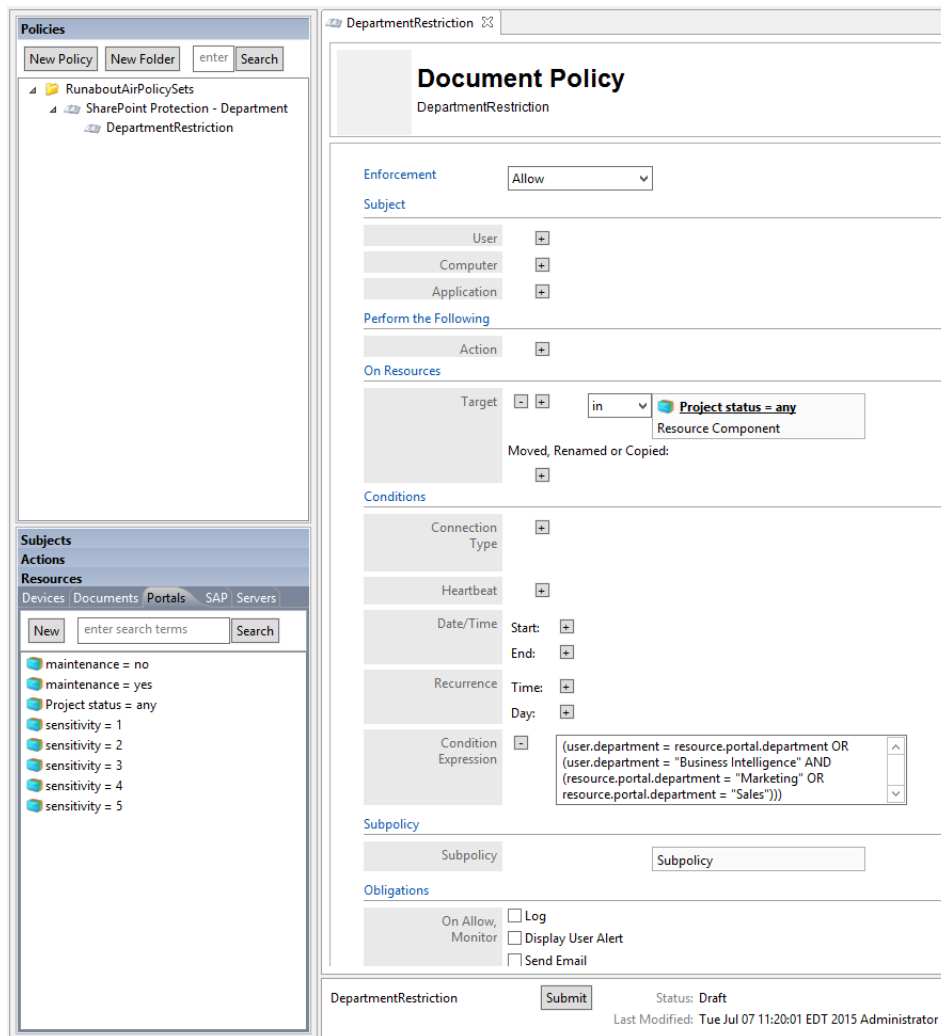 Policies
New Policy
New Folder
enter
Search
RunaboutAirPolicySets
SharePoint Protection - Department
DepartmentRestriction
Subjects
Actions
Resources
Devices
Documents
Portals
SAP
Servers
New
enter search terms
Search
maintenance = no
maintenance = yes
Project status = any
sensitivity = 1
sensitivity = 2
sensitivity = 3
sensitivity = 4
sensitivity = 5
DepartmentRestriction
Document Policy
DepartmentRestriction
Enforcement
Allow
Subject
User
+
Computer
+
Application
+
Perform the Following
Action
+
On Resources
Target
-
+
in
Project status = any
Resource Component
Moved, Renamed or Copied:
+
Conditions
Connection
Type
+
Heartbeat
+
Date/Time
Start:
+
End:
+
Recurrence
Time:
+
Day:
+
Condition
Expression
-
(user.department = resource.portal.department OR
(user.department = "Business Intelligence" AND
(resource.portal.department = "Marketing" OR
resource.portal.department = "Sales")))
Subpolicy
Subpolicy
Subpolicy
Obligations
On Allow,
Monitor
Log
Display User Alert
Send Email
DepartmentRestriction
Submit
Status: Draft
Last Modified: Tue Jul 07 11:20:01 EDT 2015 Administrator